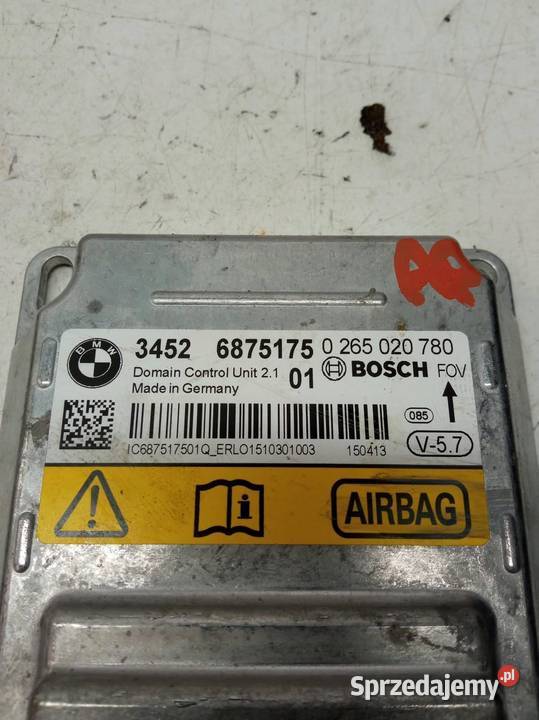 BMW
3452 6875175 0 265 020 780
Domain Control Unit 2.1 01 BOSCH FOV
Made in Germany
085
V-5.7
IC687517501Q_ERLO1510301003 150413
AIRBAG
Sprzedajemy.pl